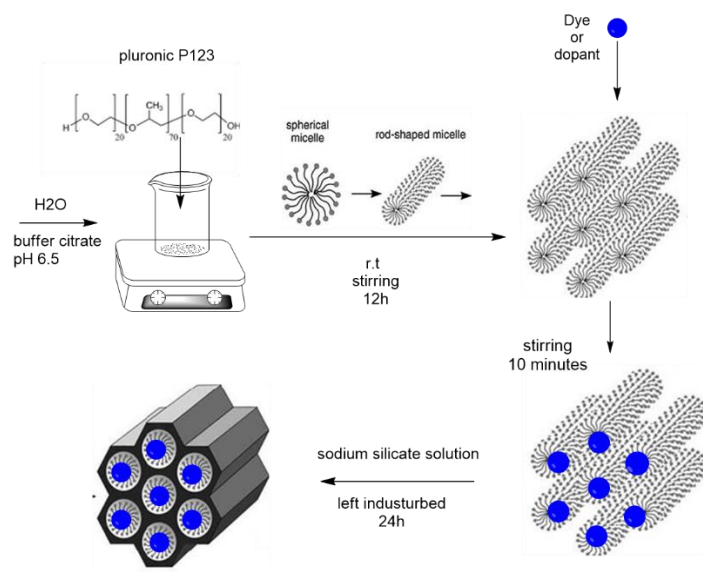 pluronic P123
H
O
20
O
CH3
70
O
O
20
OH
H2O
buffer citrate
pH 6.5
spherical
micelle
rod-shaped micelle
r.t
stirring
12h
Dye
or
dopant
stirring
10 minutes
sodium silicate solution
left industurbed
24h